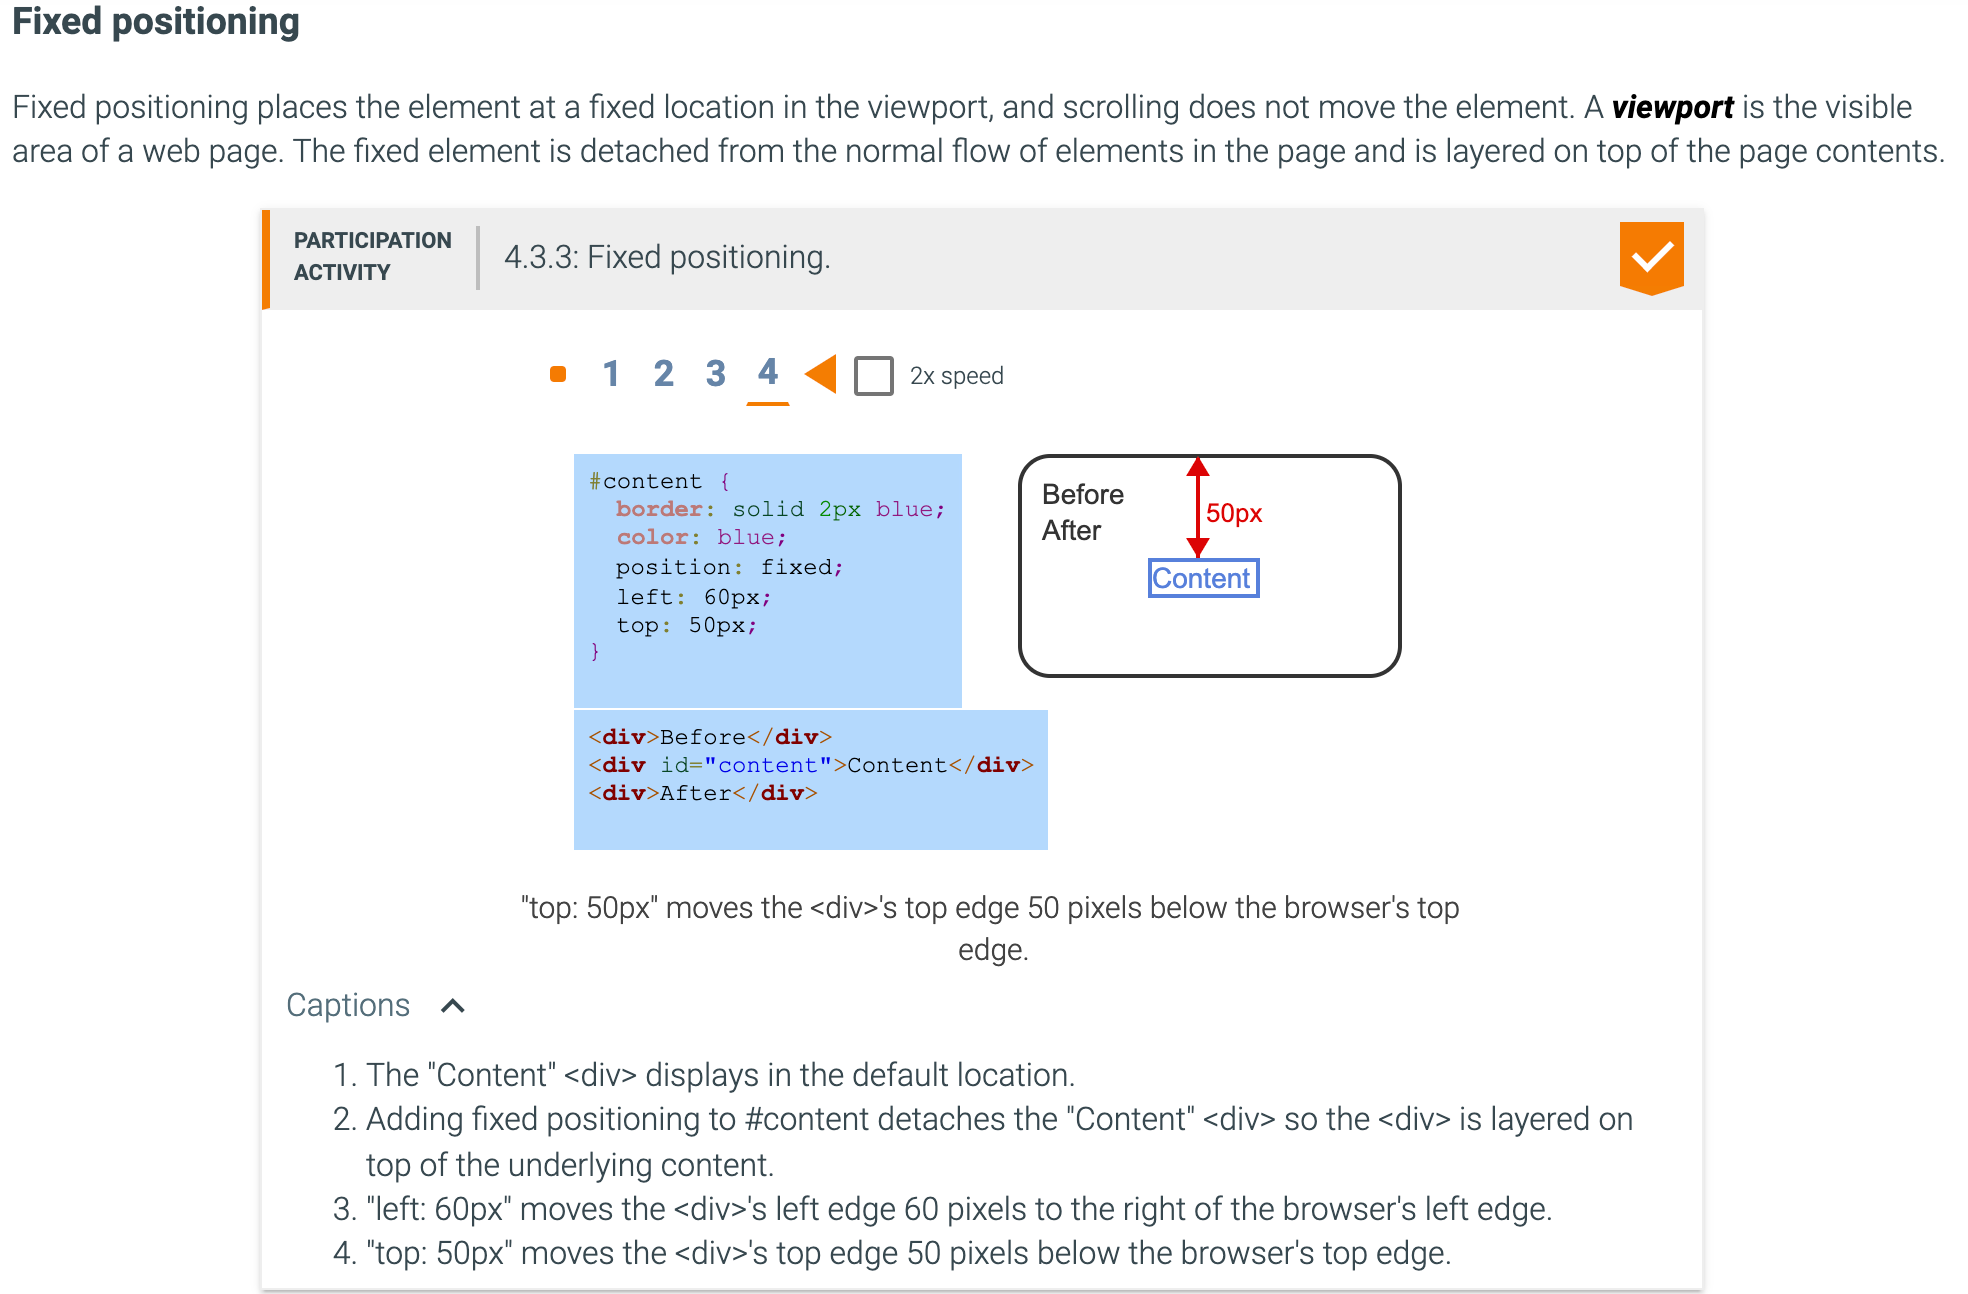 Fixed positioning
Fixed positioning places the element at a fixed location in the viewport, and scrolling does not move the element. A viewport is the visible
area of a web page. The fixed element is detached from the normal flow of elements in the page and is layered on top of the page contents.
PARTICIPATION
ACTIVITY
4.3.3: Fixed positioning.
1 2 3 4 2x speed
#content {
  border: solid 2px blue;
  color: blue;
  position: fixed;
  left: 60px;
  top: 50px;
}
Before
After
50px
Content
<div>Before</div>
<div id="content">Content</div>
<div>After</div>
"top: 50px" moves the <div>'s top edge 50 pixels below the browser's top
edge.
Captions
1. The "Content" <div> displays in the default location.
2. Adding fixed positioning to #content detaches the "Content" <div> so the <div> is layered on
top of the underlying content.
3. "left: 60px" moves the <div>'s left edge 60 pixels to the right of the browser's left edge.
4. "top: 50px" moves the <div>'s top edge 50 pixels below the browser's top edge.